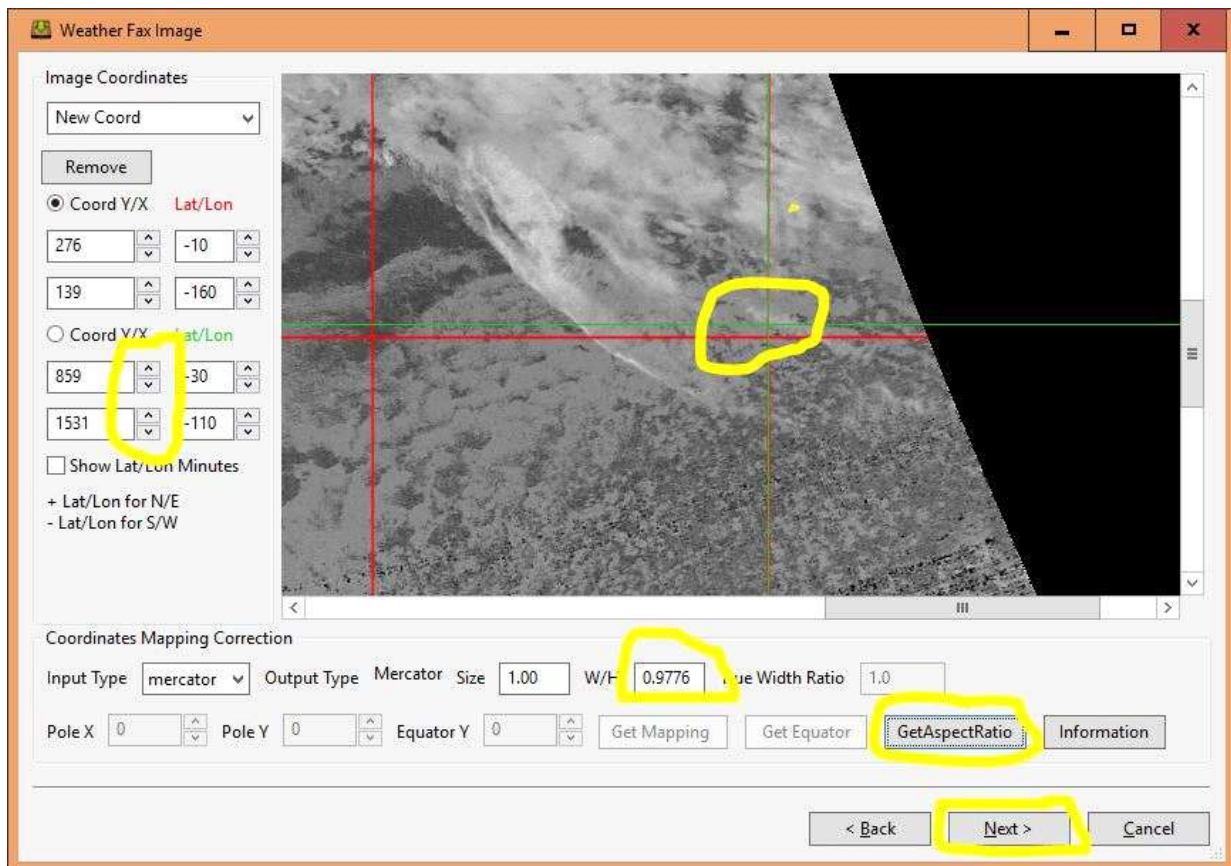 Weather Fax Image
Image Coordinates
New Coord
Remove
Coord Y/X Lat/Lon
276 -10
139 -160
Coord Y/X Lat/Lon
859 -30
1531 -110
Show Lat/Lon Minutes
+ Lat/Lon for N/E
- Lat/Lon for S/W
Coordinates Mapping Correction
Input Type mercator Output Type Mercator Size 1.00 W/H 0.9776 True Width Ratio 1.0
Pole X 0 Pole Y 0 Equator Y 0 Get Mapping Get Equator GetAspectRatio Information
< Back Next > Cancel